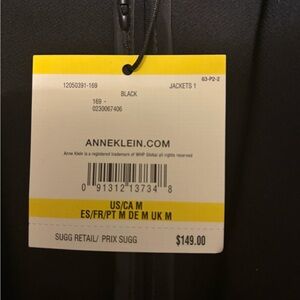 63-P2-2
12050391-169 JACKETS 1
BLACK
169 -
0230067406
ANNEKLEIN.COM
Anne Klein is a registered trademark of WHP Global all rights reserved
0 91312 13734 8
US/CA M
ES/FR/PT M DE M UK M
SUGG RETAIL/ PRIX SUGG $149.00